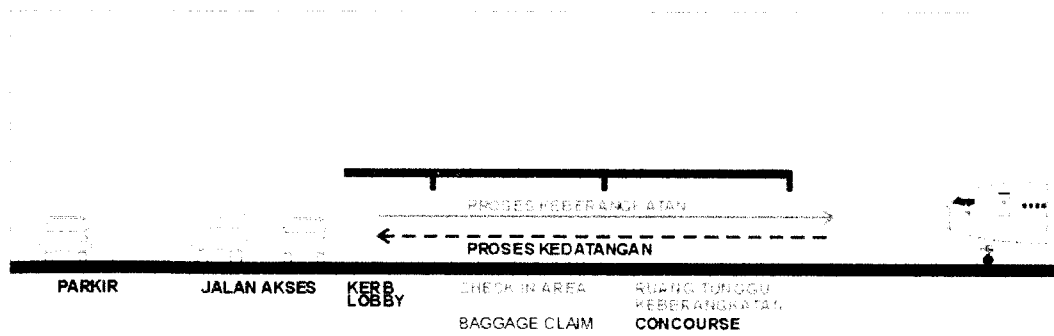 PROSES KEBERANGKATAN
PROSES KEDATANGAN
PARKIR
JALAN AKSES
KERB
LOBBY
CHECK IN AREA
RUANG TUNGGU
KEBERANGKATAN
BAGGAGE CLAIM
CONCOURSE